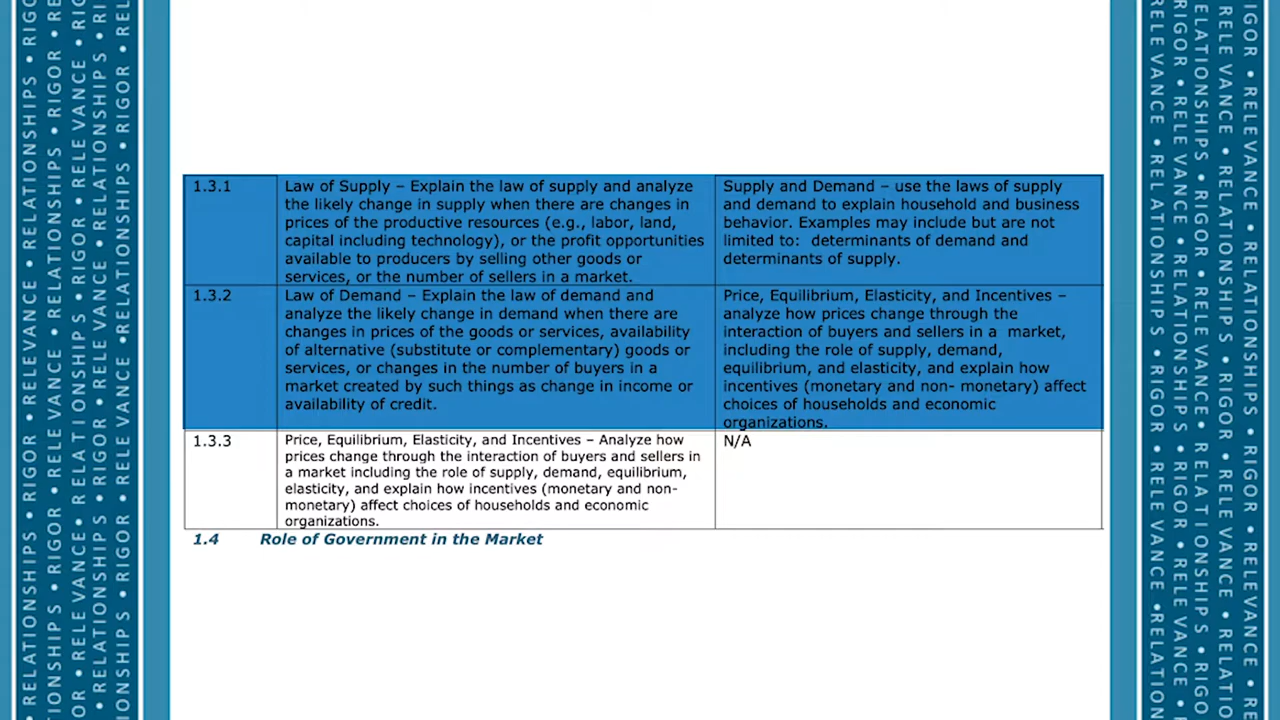 1.3.1
Law of Supply – Explain the law of supply and analyze
the likely change in supply when there are changes in
prices of the productive resources (e.g., labor, land,
capital including technology), or the profit opportunities
available to producers by selling other goods or
services, or the number of sellers in a market.
Supply and Demand – use the laws of supply
and demand to explain household and business
behavior. Examples may include but are not
limited to: determinants of demand and
determinants of supply.
1.3.2
Law of Demand – Explain the law of demand and
analyze the likely change in demand when there are
changes in prices of the goods or services, availability
of alternative (substitute or complementary) goods or
services, or changes in the number of buyers in a
market created by such things as change in income or
availability of credit.
Price, Equilibrium, Elasticity, and Incentives –
analyze how prices change through the
interaction of buyers and sellers in a market,
including the role of supply, demand,
equilibrium, and elasticity, and explain how
incentives (monetary and non- monetary) affect
choices of households and economic
organizations.
1.3.3
Price, Equilibrium, Elasticity, and Incentives – Analyze how
prices change through the interaction of buyers and sellers in
a market including the role of supply, demand, equilibrium,
elasticity, and explain how incentives (monetary and non-
monetary) affect choices of households and economic
organizations.
N/A
1.4 Role of Government in the Market